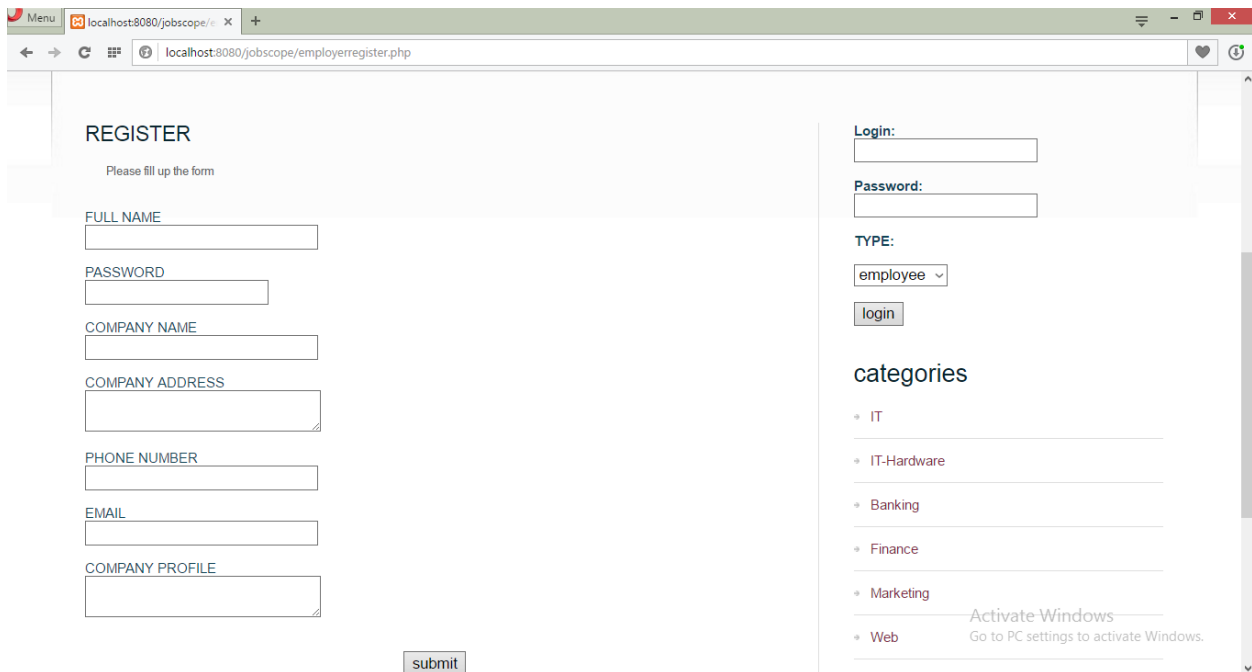 Menu
localhost:8080/jobscope/e
localhost:8080/jobscope/employerregister.php
REGISTER
Please fill up the form
FULL NAME
PASSWORD
COMPANY NAME
COMPANY ADDRESS
PHONE NUMBER
EMAIL
COMPANY PROFILE
submit
Login:
Password:
TYPE:
employee
login
categories
IT
IT-Hardware
Banking
Finance
Marketing
Web
Activate Windows
Go to PC settings to activate Windows.